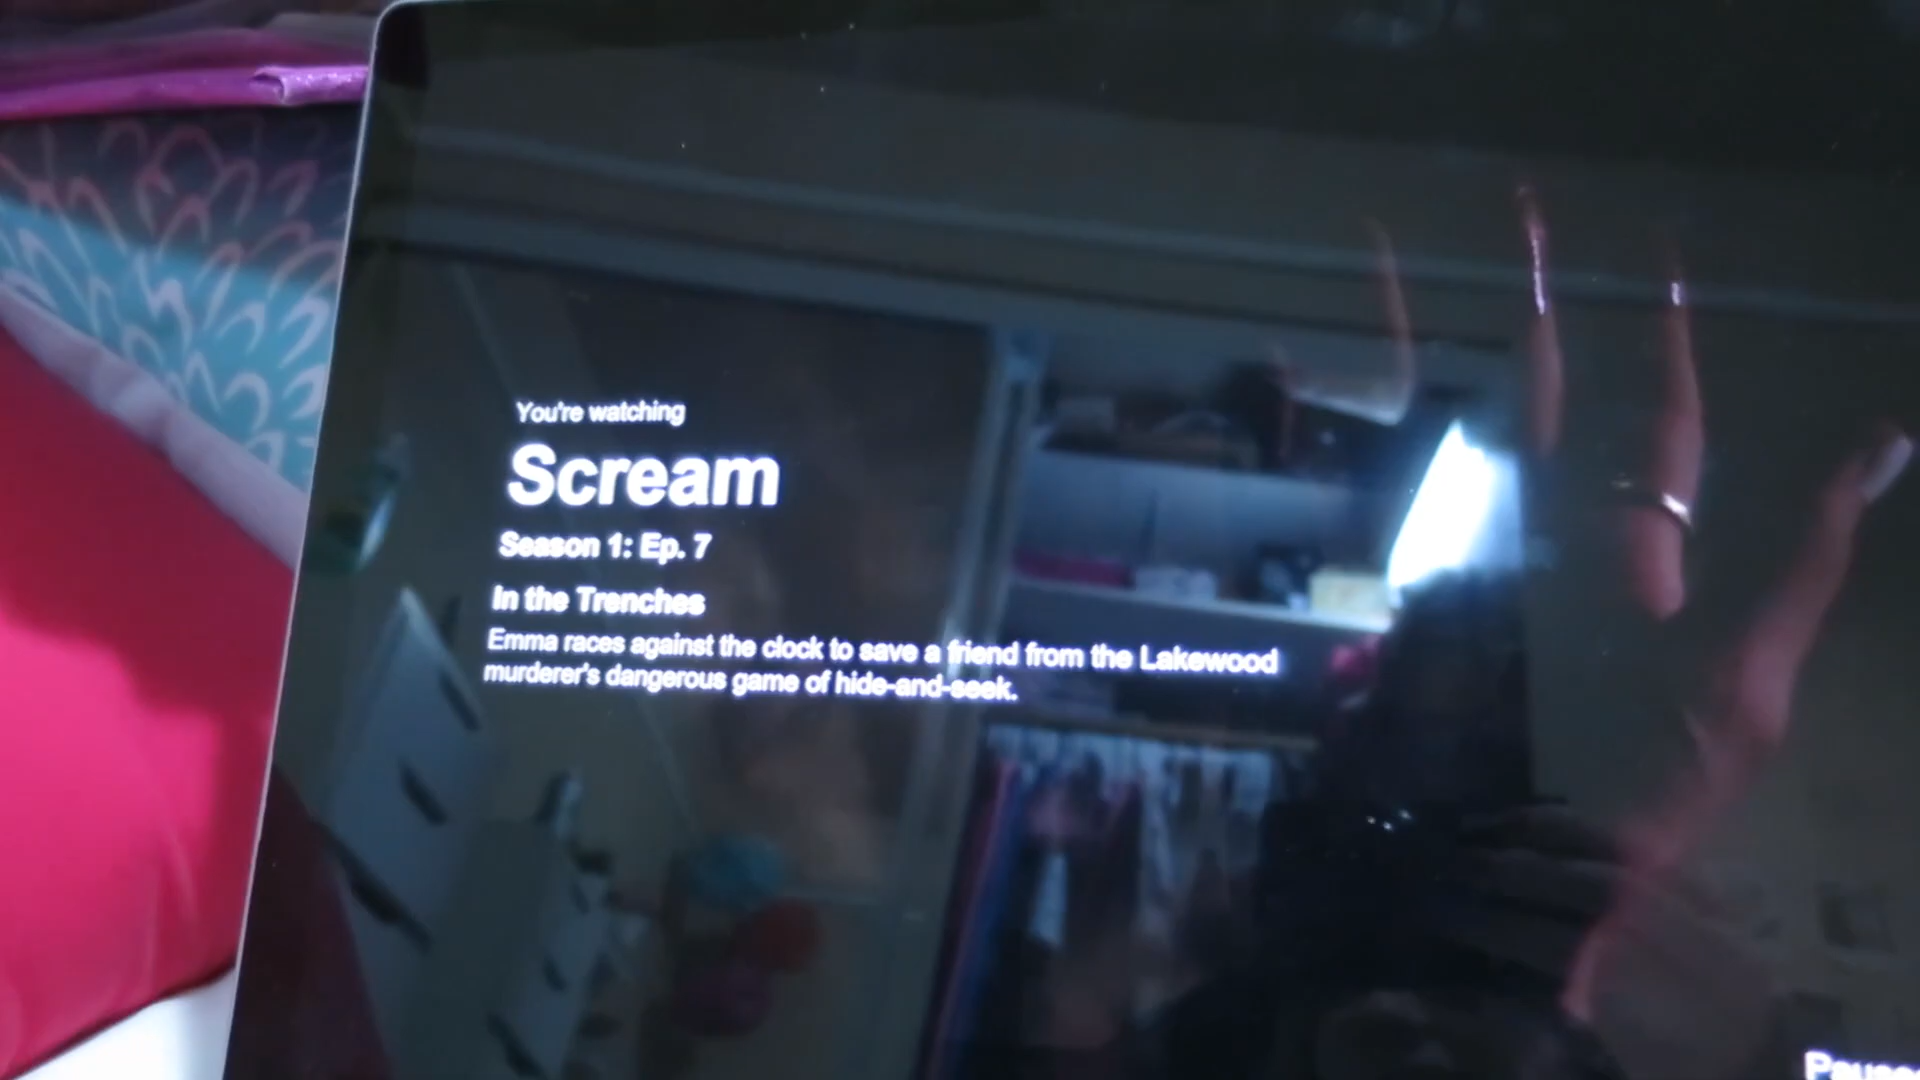 You're watching
Scream
Season 1: Ep. 7
In the Trenches
Emma races against the clock to save a friend from the Lakewood
murderer's dangerous game of hide-and-seek.